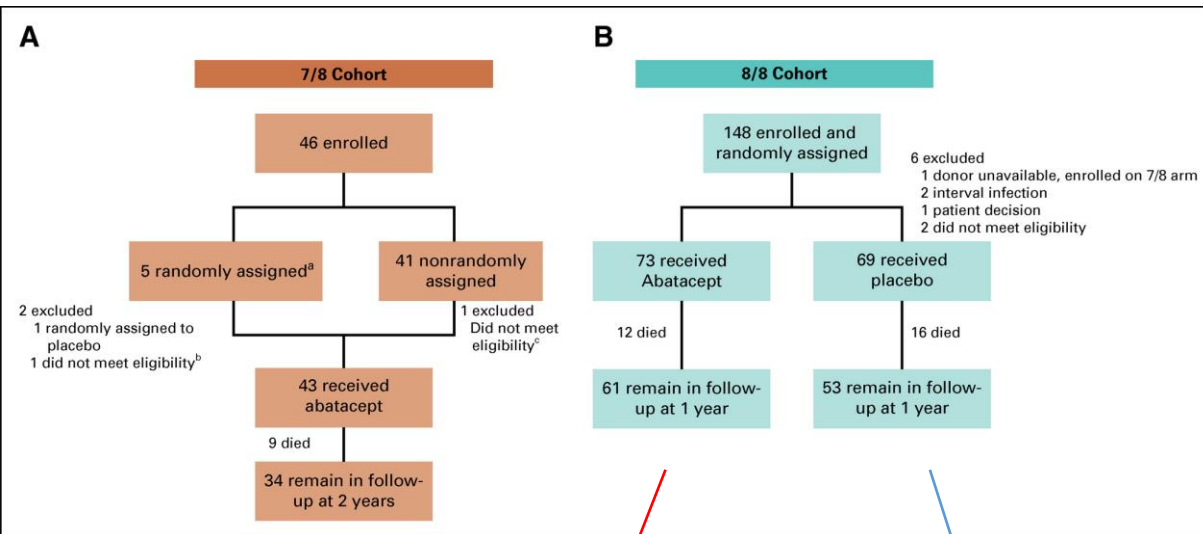 A
7/8 Cohort
46 enrolled
5 randomly assignedᵃ
41 nonrandomly
assigned
2 excluded
1 randomly assigned to
placebo
1 did not meet eligibilityᵇ
1 excluded
Did not meet
eligibilityᶜ
43 received
abatacept
9 died
34 remain in follow-
up at 2 years
B
8/8 Cohort
148 enrolled and
randomly assigned
6 excluded
1 donor unavailable, enrolled on 7/8 arm
2 interval infection
1 patient decision
2 did not meet eligibility
73 received
Abatacept
69 received
placebo
12 died
16 died
61 remain in follow-
up at 1 year
53 remain in follow-
up at 1 year